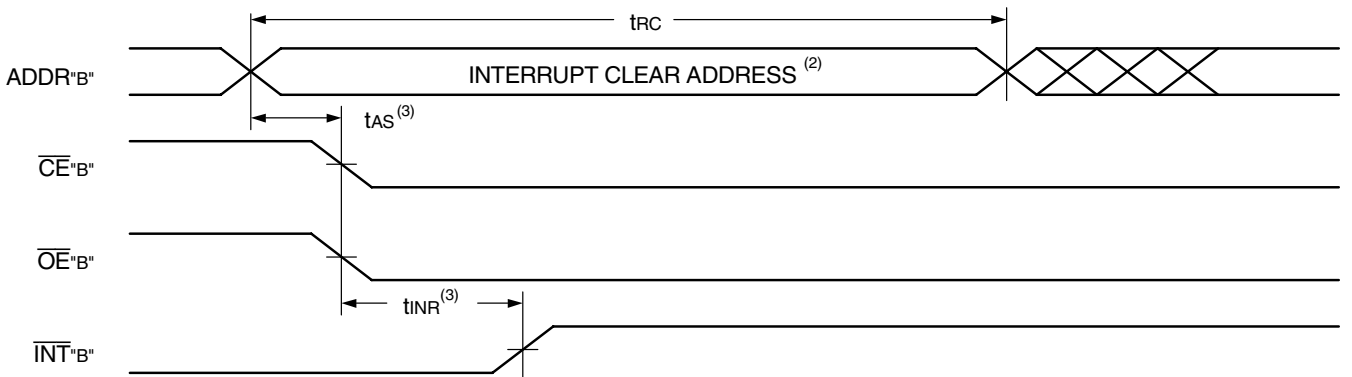 tRC
ADDR"B"
INTERRUPT CLEAR ADDRESS (2)
tAS(3)
CE"B"
OE"B"
tINR(3)
INT"B"